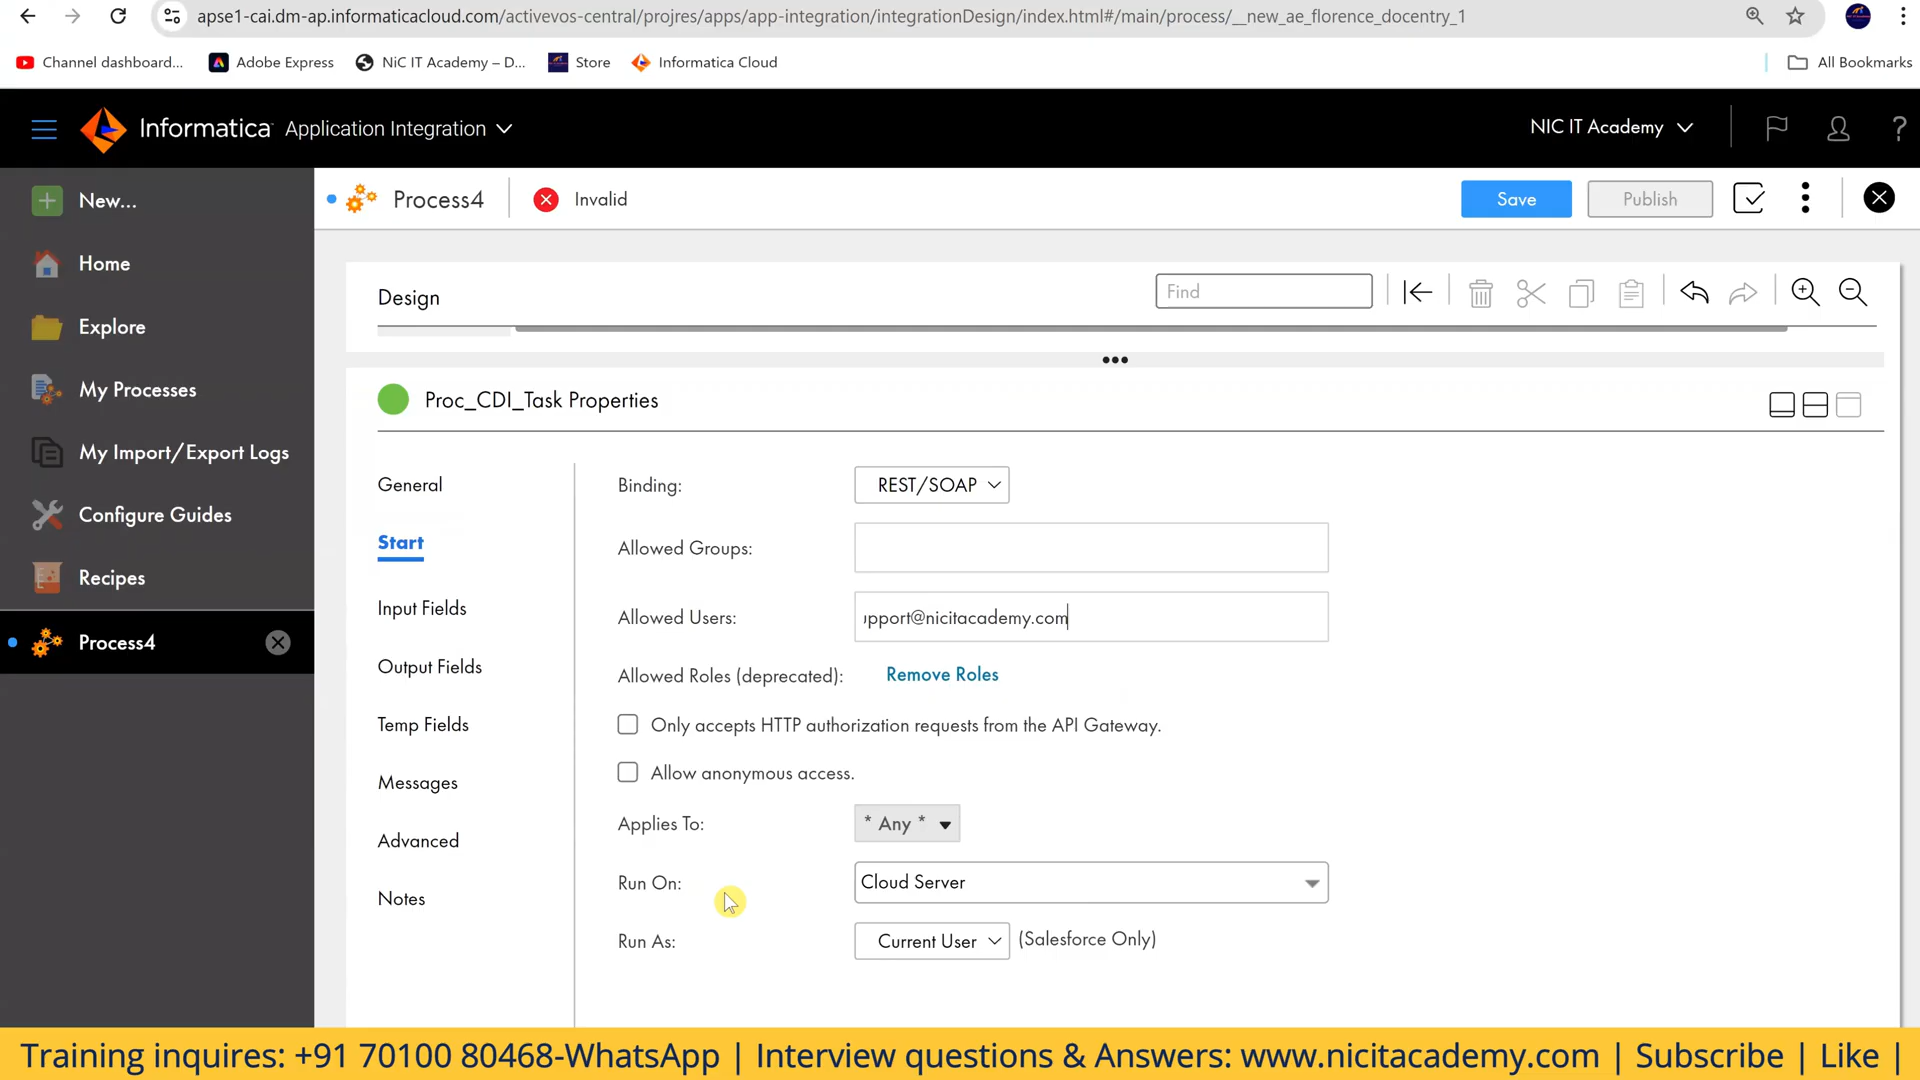 apse1-cai.dm-ap.informaticacloud.com/activevos-central/projres/apps/app-integration/integrationDesign/index.html#/main/process/__new_ae_florence_docentry_1
Channel dashboard... Adobe Express NiC IT Academy – D... Store Informatica Cloud All Bookmarks
Informatica Application Integration NIC IT Academy ?
New...
Home
Explore
My Processes
My Import/Export Logs
Configure Guides
Recipes
Process4
Process4 Invalid Save Publish
Design Find
Proc_CDI_Task Properties
General
Start
Input Fields
Output Fields
Temp Fields
Messages
Advanced
Notes
Binding: REST/SOAP
Allowed Groups:
Allowed Users: upport@nicitacademy.com
Allowed Roles (deprecated): Remove Roles
Only accepts HTTP authorization requests from the API Gateway.
Allow anonymous access.
Applies To: * Any *
Run On: Cloud Server
Run As: Current User (Salesforce Only)
Training inquires: +91 70100 80468-WhatsApp | Interview questions & Answers: www.nicitacademy.com | Subscribe | Like |